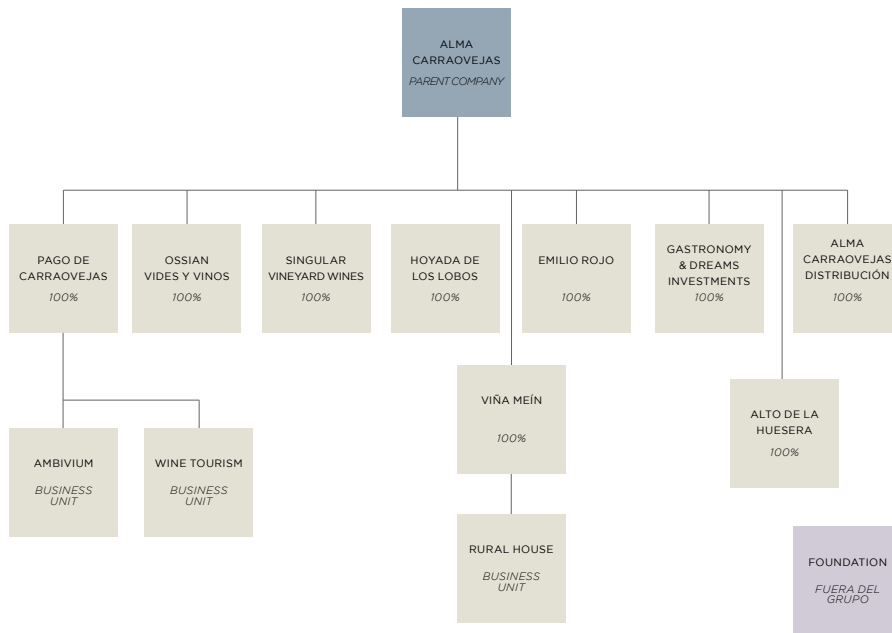 ALMA
CARRAOVEJAS
PARENT COMPANY
PAGO DE
CARRAOVEJAS
100%
OSSIAN
VIDES Y VINOS
100%
SINGULAR
VINEYARD WINES
100%
HOYADA DE
LOS LOBOS
100%
EMILIO ROJO
100%
GASTRONOMY
& DREAMS
INVESTMENTS
100%
ALMA
CARRAOVEJAS
DISTRIBUCIÓN
100%
VIÑA MEÍN
100%
ALTO DE LA
HUESERA
100%
AMBIVIUM
BUSINESS
UNIT
WINE TOURISM
BUSINESS
UNIT
RURAL HOUSE
BUSINESS
UNIT
FOUNDATION
FUERA DEL
GRUPO